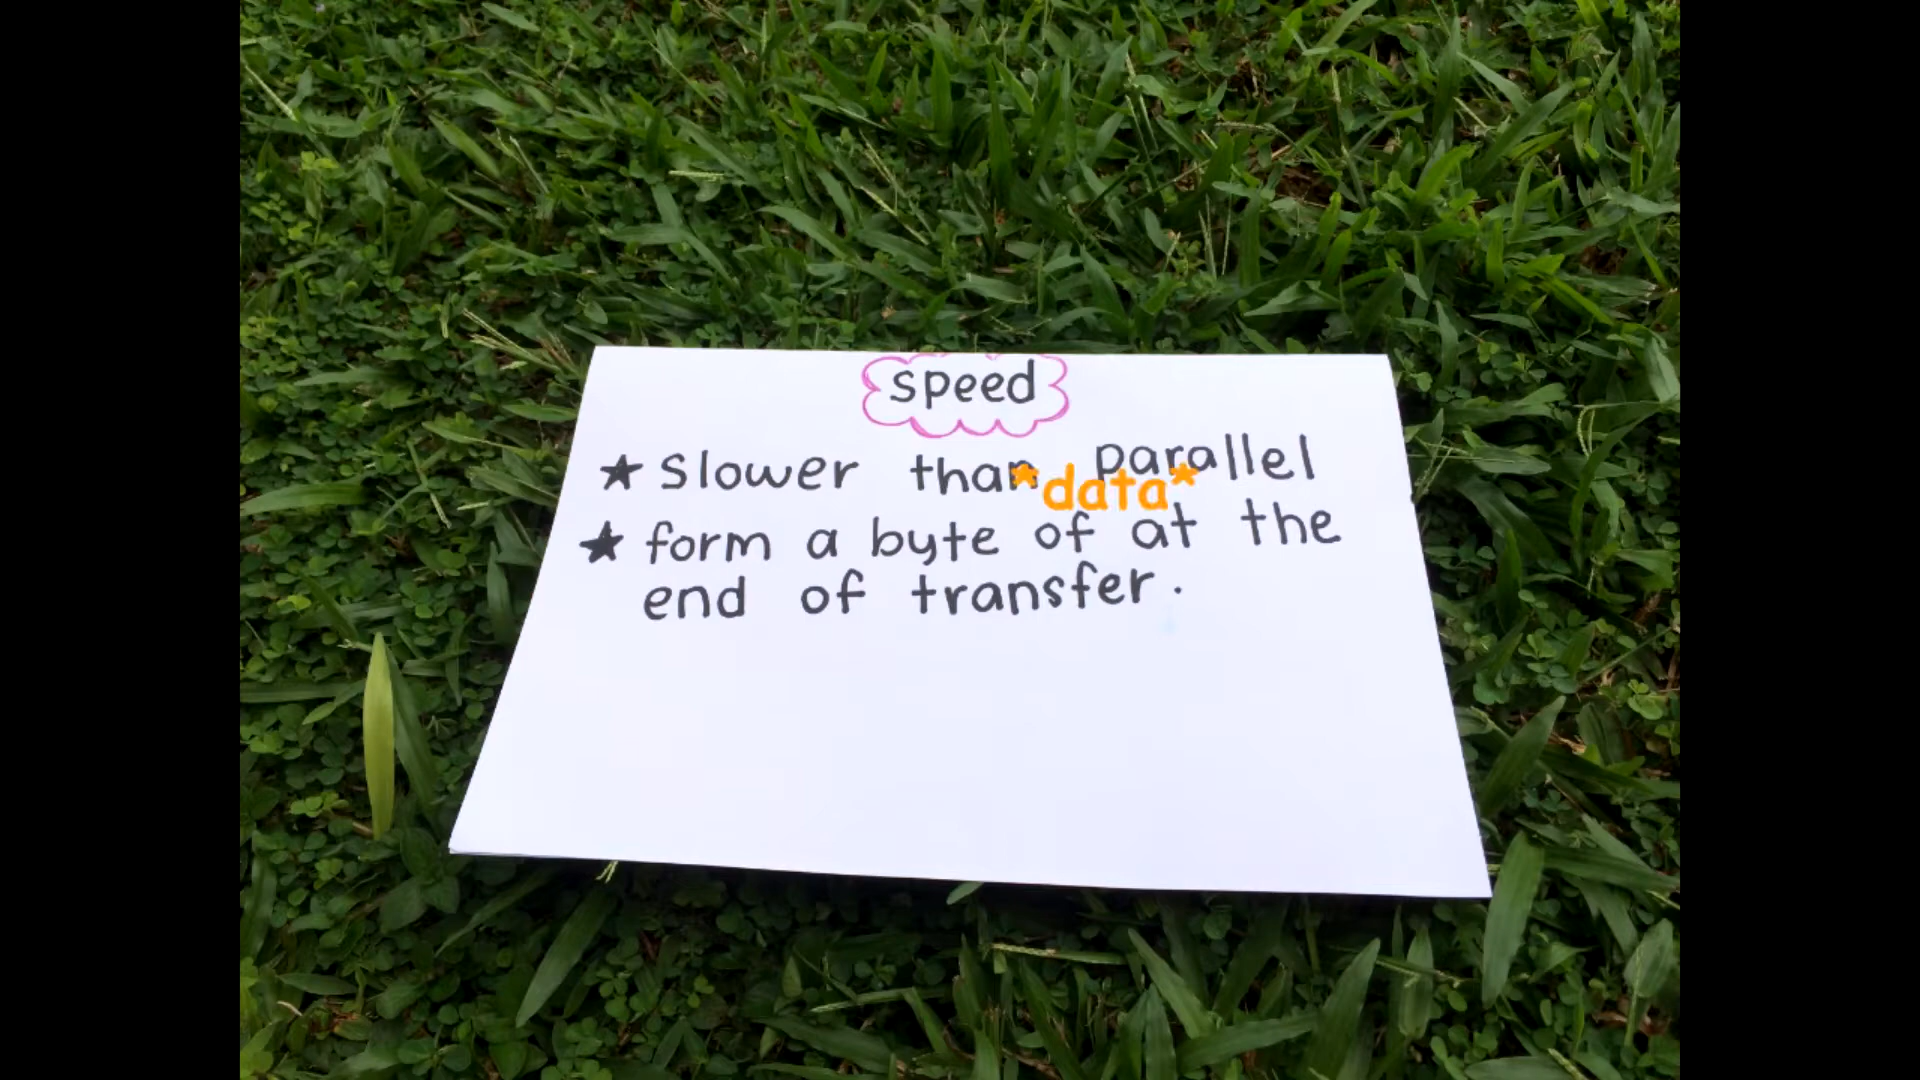 speed
★ Slower than parallel
*data*
★ form a byte of at the
end of transfer.